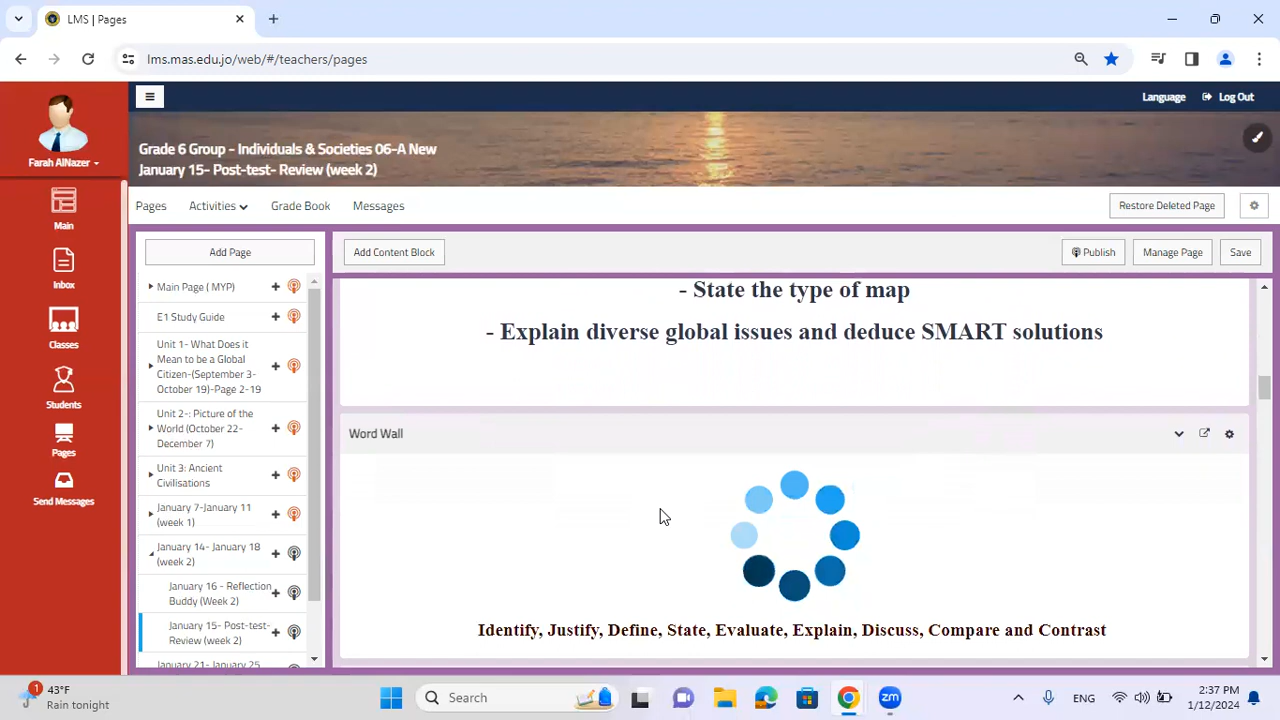 LMS | Pages
lms.mas.edu.jo/web/#/teachers/pages
Language
Log Out
Farah AlNazer
Grade 6 Group - Individuals & Societies 06-A New
January 15- Post-test- Review (week 2)
Pages
Activities
Grade Book
Messages
Restore Deleted Page
Main
Inbox
Classes
Students
Pages
Send Messages
Add Page
Main Page ( MYP)
E1 Study Guide
Unit 1- What Does it
Mean to be a Global
Citizen-(September 3-
October 19)-Page 2-19
Unit 2-: Picture of the
World (October 22-
December 7)
Unit 3: Ancient
Civilisations
January 7-January 11
(week 1)
January 14- January 18
(week 2)
January 16 - Reflection
Buddy (Week 2)
January 15- Post-test-
Review (week 2)
January 21- January 25
Add Content Block
Publish
Manage Page
Save
- State the type of map
- Explain diverse global issues and deduce SMART solutions
Word Wall
Identify, Justify, Define, State, Evaluate, Explain, Discuss, Compare and Contrast
1
43°F
Rain tonight
Search
zm
ENG
2:37 PM
1/12/2024